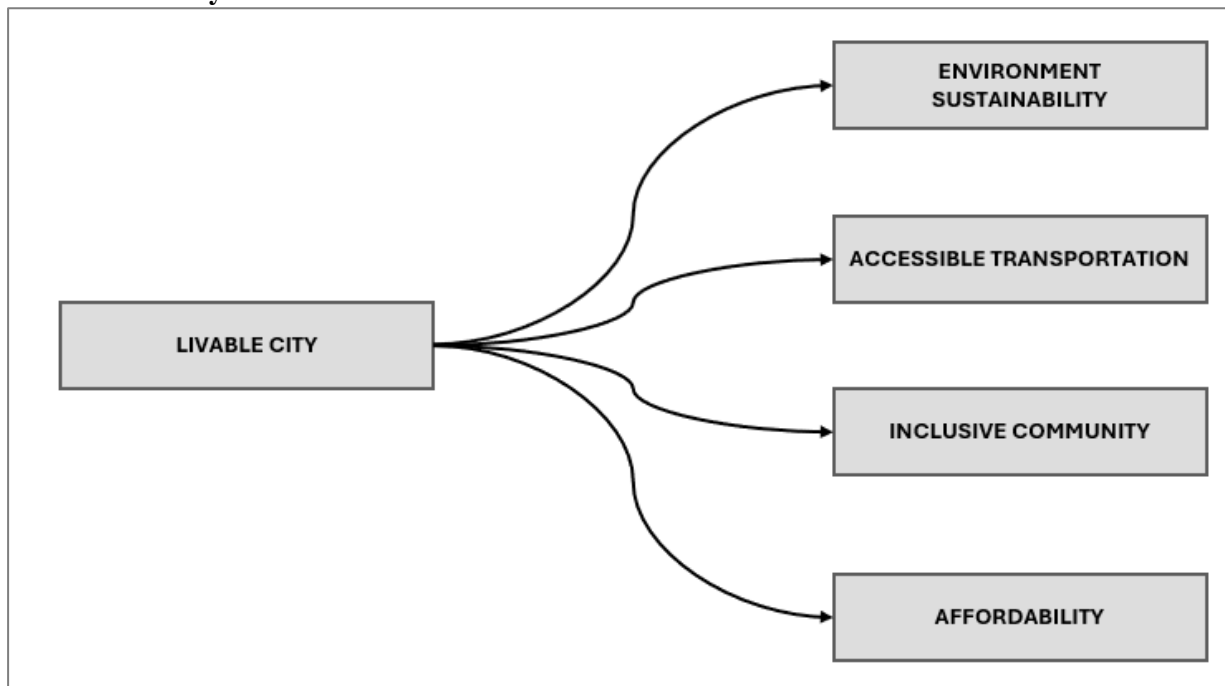 ENVIRONMENT
SUSTAINABILITY
ACCESSIBLE TRANSPORTATION
LIVABLE CITY
INCLUSIVE COMMUNITY
AFFORDABILITY